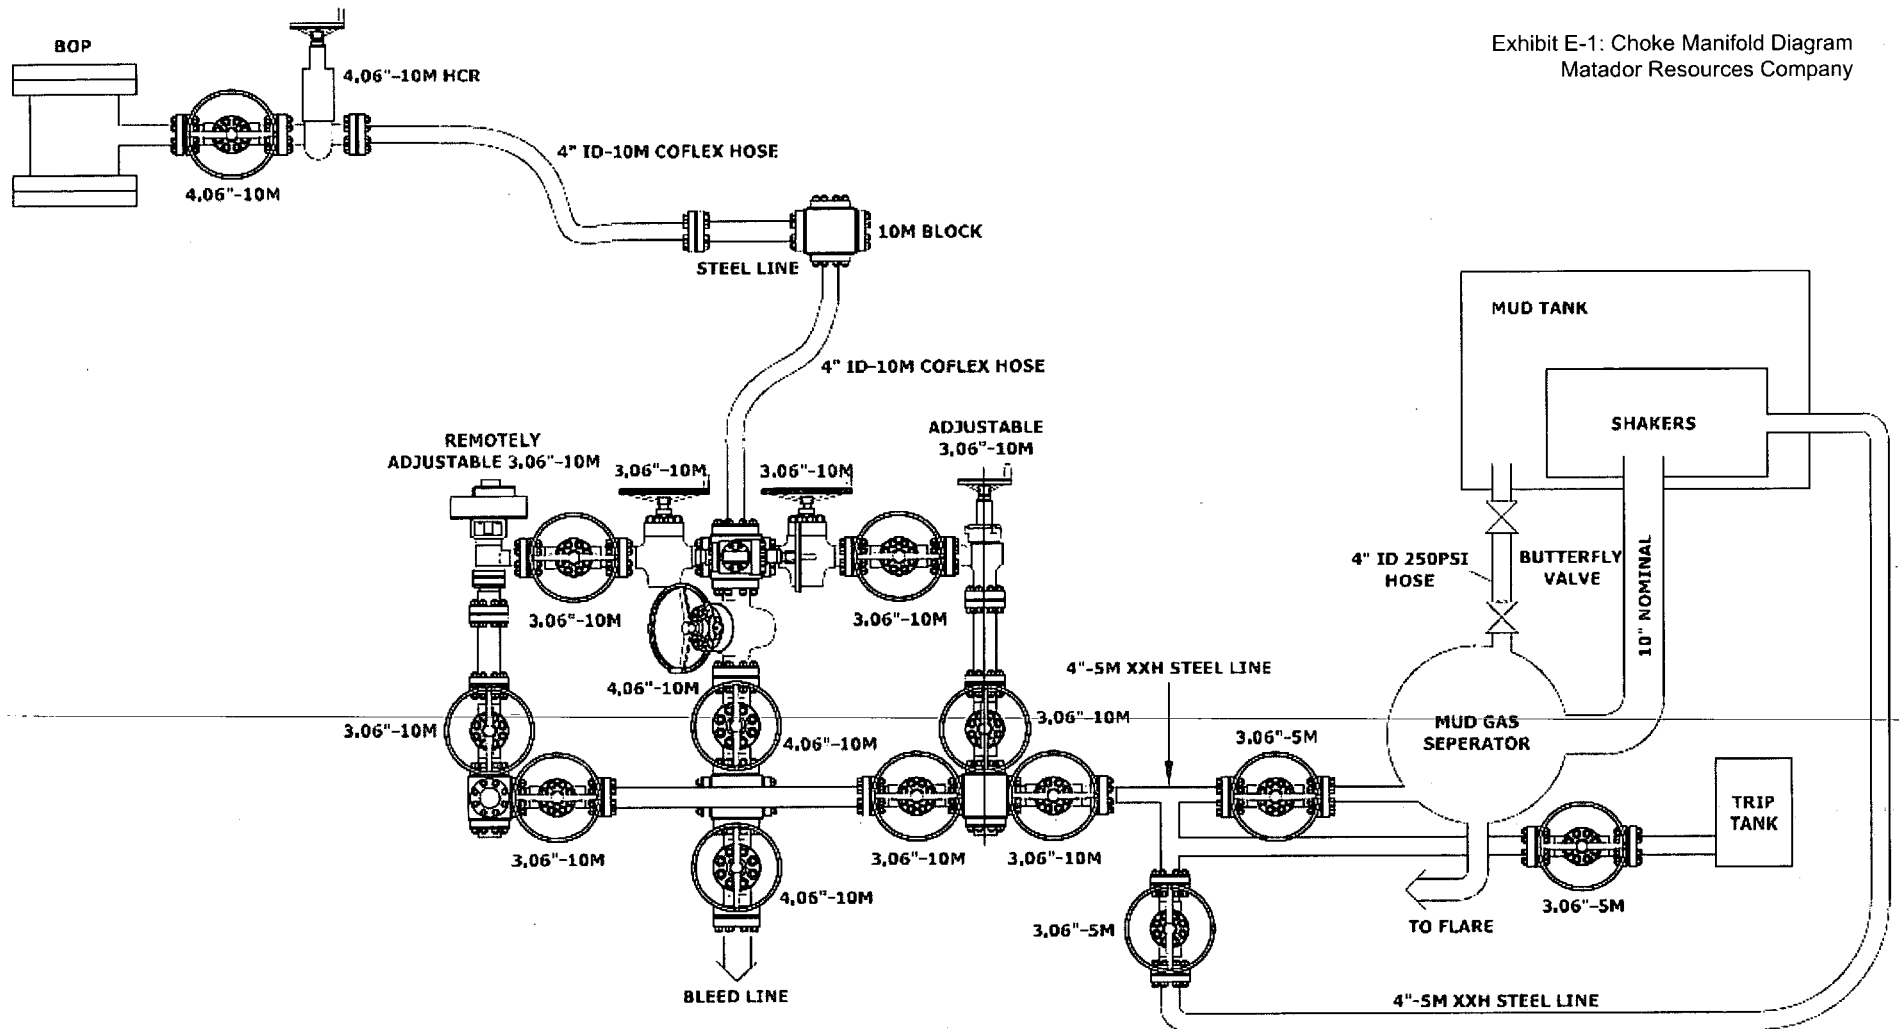 Exhibit E-1: Choke Manifold Diagram
Matador Resources Company
BOP
4.06"-10M HCR
4.06"-10M
4" ID-10M COFLEX HOSE
10M BLOCK
STEEL LINE
4" ID-10M COFLEX HOSE
MUD TANK
SHAKERS
REMOTELY
ADJUSTABLE 3.06"-10M
3.06"-10M
3.06"-10M
ADJUSTABLE
3.06"-10M
4" ID 250PSI
HOSE
BUTTERFLY
VALVE
10" NOMINAL
3.06"-10M
3.06"-10M
4.06"-10M
4"-5M XXH STEEL LINE
3.06"-10M
4.06"-10M
3.06"-10M
3.06"-5M
MUD GAS
SEPERATOR
TRIP
TANK
3.06"-10M
3.06"-10M
3.06"-10M
4.06"-10M
3.06"-5M
TO FLARE
3.06"-5M
BLEED LINE
4"-5M XXH STEEL LINE